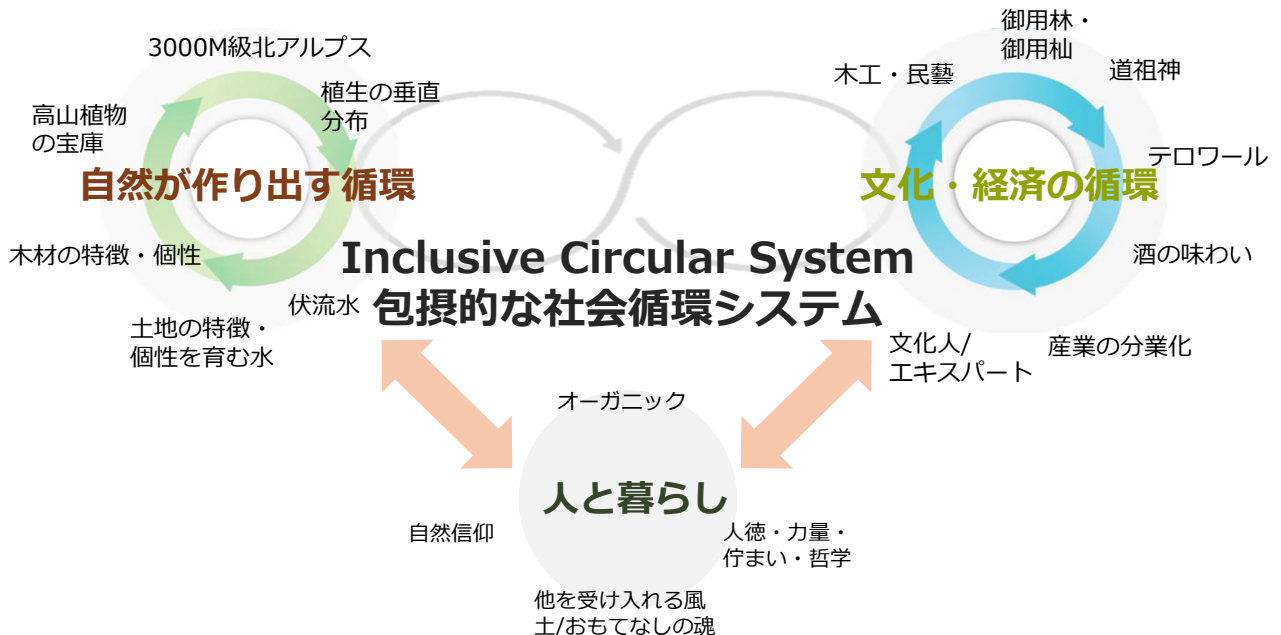 3000M級北アルプス
植生の垂直
分布
高山植物
の宝庫
自然が作り出す循環
木材の特徴・個性
伏流水
土地の特徴・
個性を育む水
御用林・
御用杣
木工・民藝
道祖神
テロワール
文化・経済の循環
酒の味わい
産業の分業化
文化人/
エキスパート
Inclusive Circular System
包摂的な社会循環システム
オーガニック
人と暮らし
自然信仰
人徳・力量・
佇まい・哲学
他を受け入れる風
土/おもてなしの魂